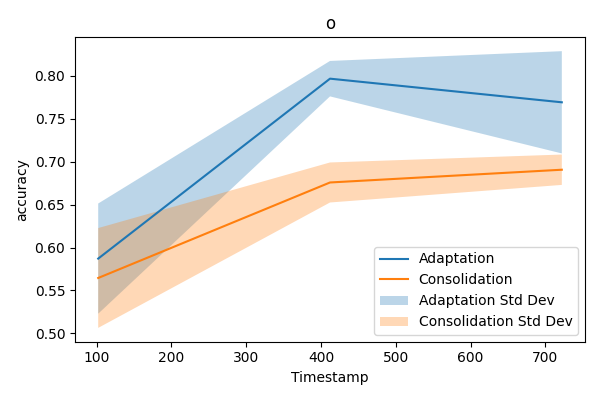 o
0.80
0.75
0.70
0.65
0.60
0.55
0.50
accuracy
100 200 300 400 500 600 700
Timestamp
Adaptation
Consolidation
Adaptation Std Dev
Consolidation Std Dev